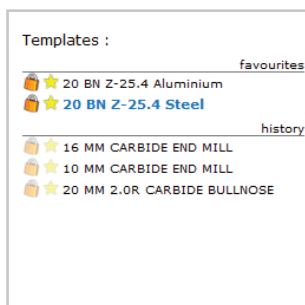 Templates :
favourites
20 BN Z-25.4 Aluminium
20 BN Z-25.4 Steel
history
16 MM CARBIDE END MILL
10 MM CARBIDE END MILL
20 MM 2.0R CARBIDE BULLNOSE